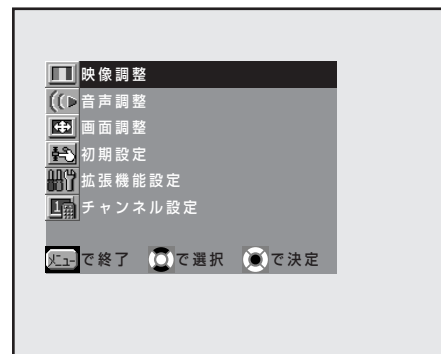 映像調整
音声調整
画面調整
初期設定
拡張機能設定
1 チャンネル設定
メニューで終了 で選択 で決定